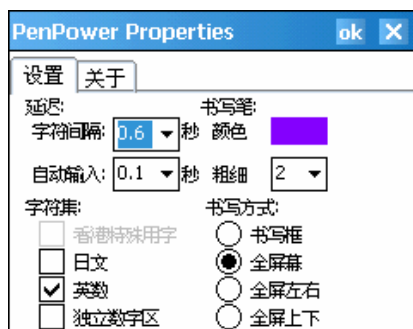 PenPower Properties ok
设置 关于
延迟: 书写笔:
字符间隔: 0.6 秒 颜色
自动输入: 0.1 秒 粗细 2
字符集: 书写方式:
香港特殊用字 书写框
日文 全屏幕
英数 全屏左右
独立数字区 全屏上下